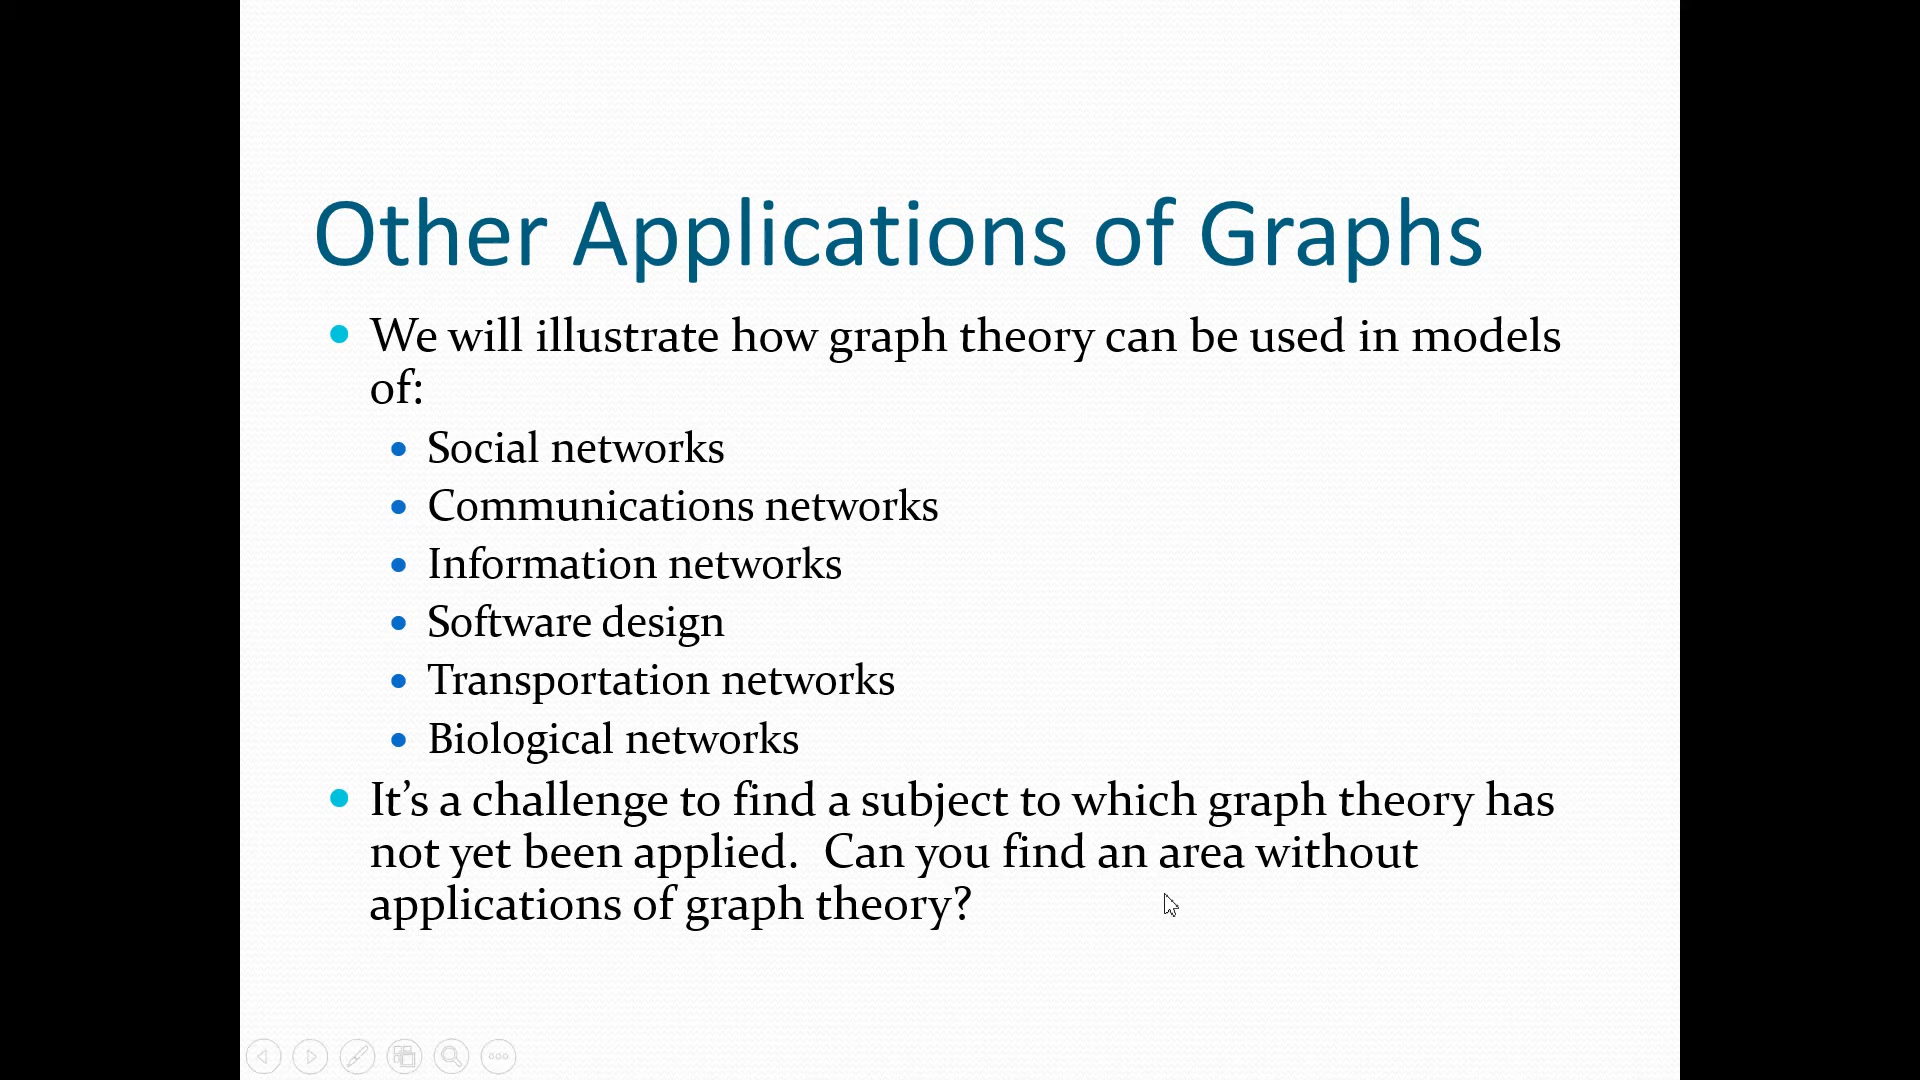 Other Applications of Graphs
We will illustrate how graph theory can be used in models
of:
Social networks
Communications networks
Information networks
Software design
Transportation networks
Biological networks
It’s a challenge to find a subject to which graph theory has
not yet been applied.  Can you find an area without
applications of graph theory?